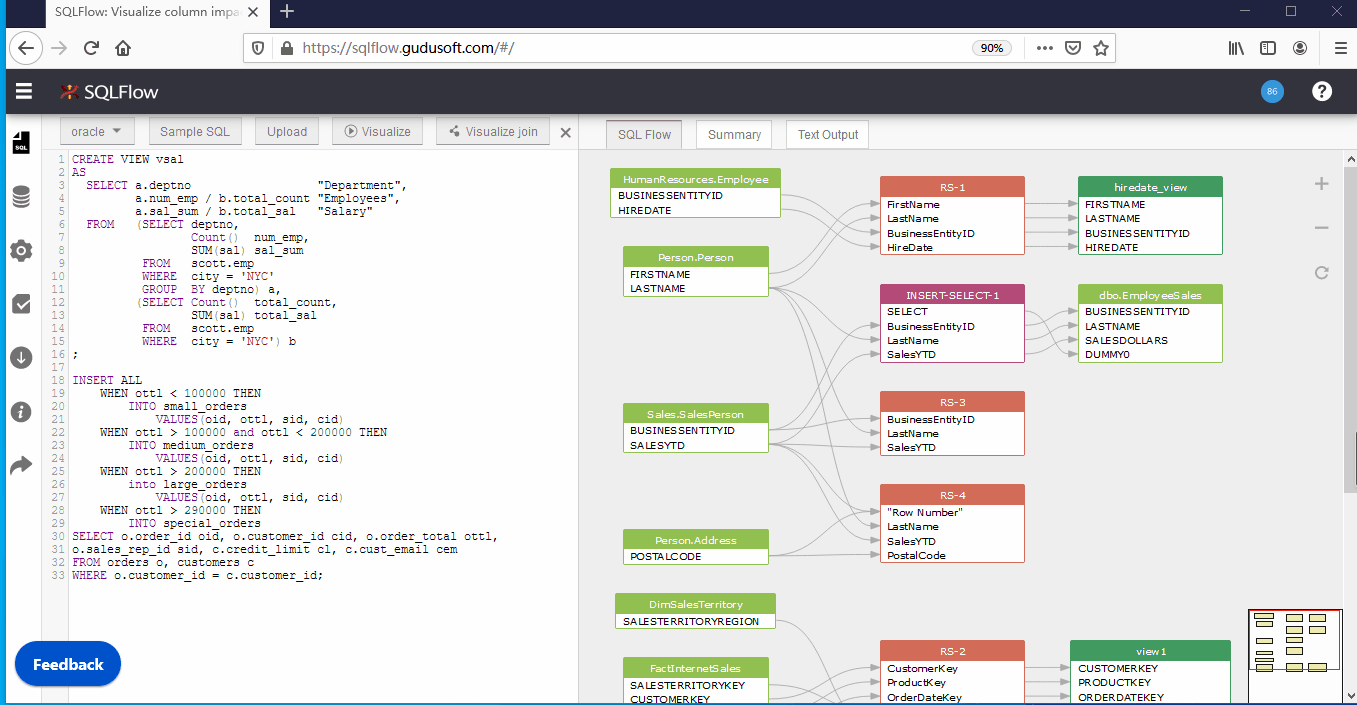 SQLFlow: Visualize column impa
https://sqlflow.gudusoft.com/#/
90%
SQLFlow
86
?
SQL
oracle
Sample SQL
Upload
Visualize
Visualize join
1 CREATE VIEW vsal
2 AS
3 SELECT a.deptno "Department",
4 a.num_emp / b.total_count "Employees",
5 a.sal_sum / b.total_sal "Salary"
6 FROM (SELECT deptno,
7 Count() num_emp,
8 SUM(sal) sal_sum
9 FROM scott.emp
10 WHERE city = 'NYC'
11 GROUP BY deptno) a,
12 (SELECT Count() total_count,
13 SUM(sal) total_sal
14 FROM scott.emp
15 WHERE city = 'NYC') b
16 ;
17
18 INSERT ALL
19 WHEN ottl < 100000 THEN
20 INTO small_orders
21 VALUES(oid, ottl, sid, cid)
22 WHEN ottl > 100000 and ottl < 200000 THEN
23 INTO medium_orders
24 VALUES(oid, ottl, sid, cid)
25 WHEN ottl > 200000 THEN
26 into large_orders
27 VALUES(oid, ottl, sid, cid)
28 WHEN ottl > 290000 THEN
29 INTO special_orders
30 SELECT o.order_id oid, o.customer_id cid, o.order_total ottl,
31 o.sales_rep_id sid, c.credit_limit cl, c.cust_email cem
32 FROM orders o, customers c
33 WHERE o.customer_id = c.customer_id;
Feedback
SQL Flow
Summary
Text Output
HumanResources.Employee
BUSINESSENTITYID
HIREDATE
Person.Person
FIRSTNAME
LASTNAME
Sales.SalesPerson
BUSINESSENTITYID
SALESYTD
Person.Address
POSTALCODE
DimSalesTerritory
SALESTERRITORYREGION
FactInternetSales
SALESTERRITORYKEY
CUSTOMERKEY
RS-1
FirstName
LastName
BusinessEntityID
HireDate
INSERT-SELECT-1
SELECT
BusinessEntityID
LastName
SalesYTD
RS-3
BusinessEntityID
LastName
SalesYTD
RS-4
"Row Number"
LastName
SalesYTD
PostalCode
RS-2
CustomerKey
ProductKey
OrderDateKey
hiredate_view
FIRSTNAME
LASTNAME
BUSINESSENTITYID
HIREDATE
dbo.EmployeeSales
BUSINESSENTITYID
LASTNAME
SALESDOLLARS
DUMMY0
view1
CUSTOMERKEY
PRODUCTKEY
ORDERDATEKEY